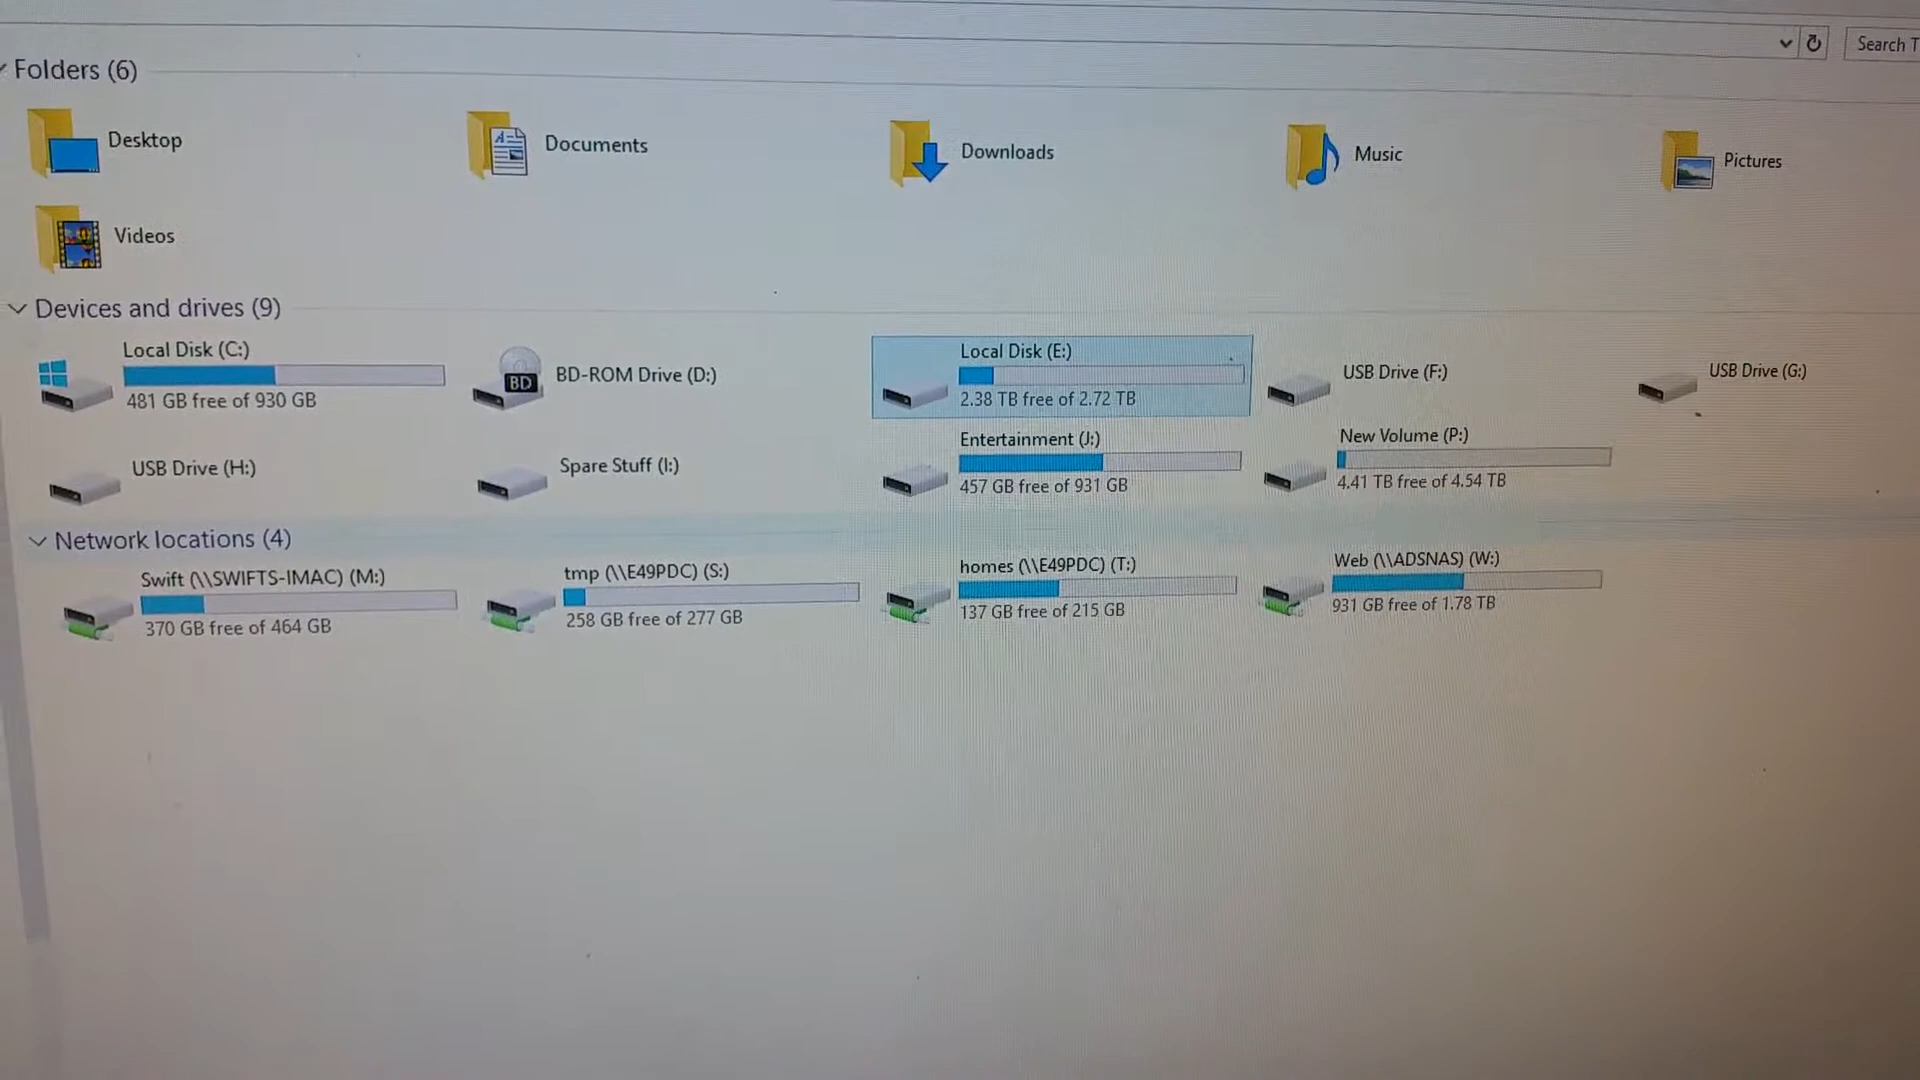 Search T
Folders (6)
Desktop
Documents
Downloads
Music
Pictures
Videos
Devices and drives (9)
Local Disk (C:)
481 GB free of 930 GB
BD
BD-ROM Drive (D:)
Local Disk (E:)
2.38 TB free of 2.72 TB
USB Drive (F:)
USB Drive (G:)
USB Drive (H:)
Spare Stuff (I:)
Entertainment (J:)
457 GB free of 931 GB
New Volume (P:)
4.41 TB free of 4.54 TB
Network locations (4)
Swift (\\SWIFTS-IMAC) (M:)
370 GB free of 464 GB
tmp (\\E49PDC) (S:)
258 GB free of 277 GB
homes (\\E49PDC) (T:)
137 GB free of 215 GB
Web (\\ADSNAS) (W:)
931 GB free of 1.78 TB